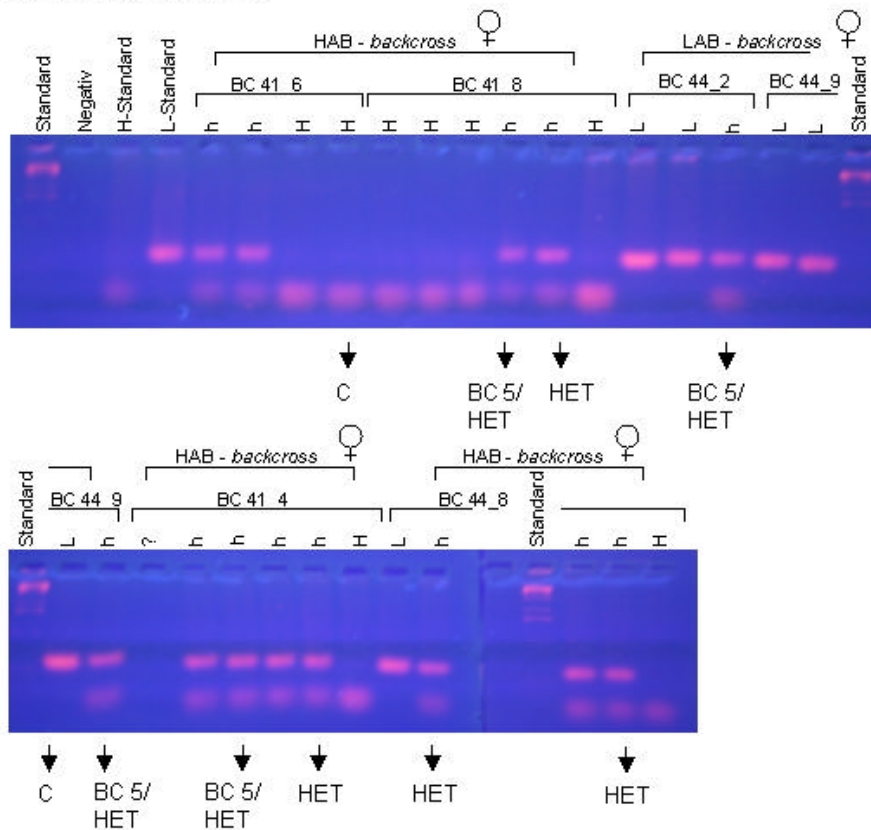 HAB - backcross ♀ LAB - backcross ♀
BC 41_6 BC 41_8 BC 44_2 BC 44_9
Standard Negativ H-Standard L-Standard h h H H H H H h h H L L h L L Standard
C BC 5/ HET BC 5/
HET HET
HAB - backcross ♀ HAB - backcross ♀
BC 44_9 BC 41_4 BC 44_8
Standard L h ? h h h h H L h Standard h h H
C BC 5/ BC 5/ HET HET HET
HET HET